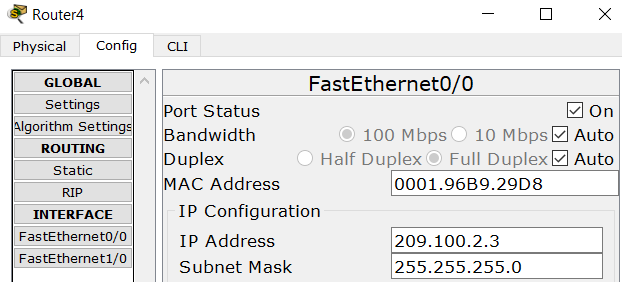 Router4
Physical Config CLI
GLOBAL
Settings
Algorithm Settings
ROUTING
Static
RIP
INTERFACE
FastEthernet0/0
FastEthernet1/0
FastEthernet0/0
Port Status On
Bandwidth 100 Mbps 10 Mbps Auto
Duplex Half Duplex Full Duplex Auto
MAC Address 0001.96B9.29D8
IP Configuration
IP Address 209.100.2.3
Subnet Mask 255.255.255.0